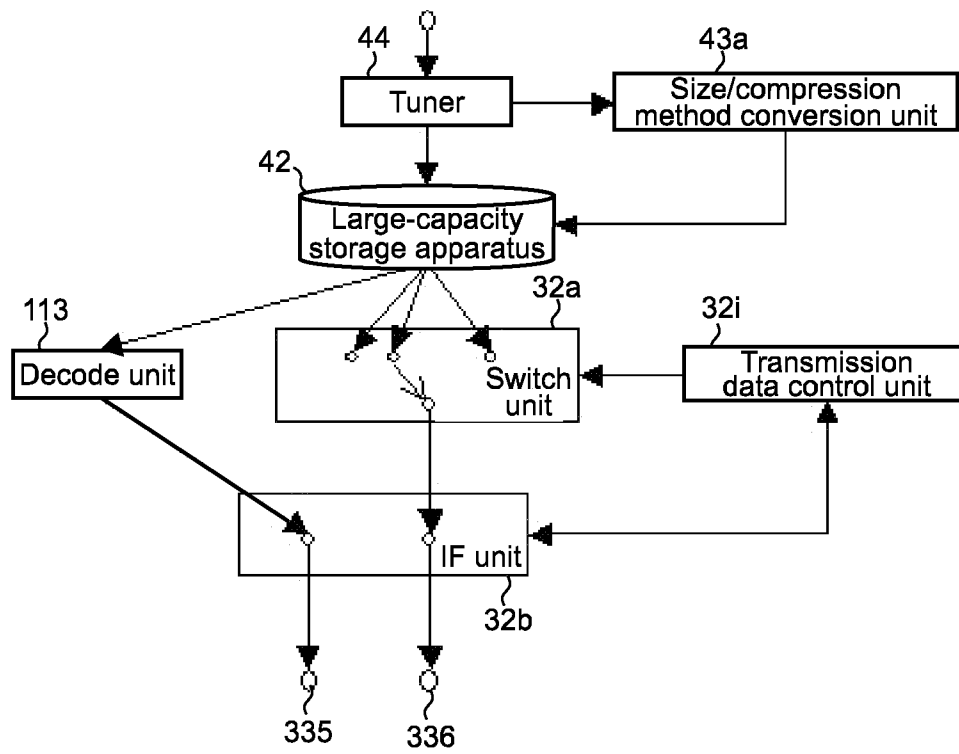 44
43a
Tuner
Size/compression
method conversion unit
42
Large-capacity
storage apparatus
113
32a
32i
Decode unit
Switch
unit
Transmission
data control unit
IF unit
32b
335
336